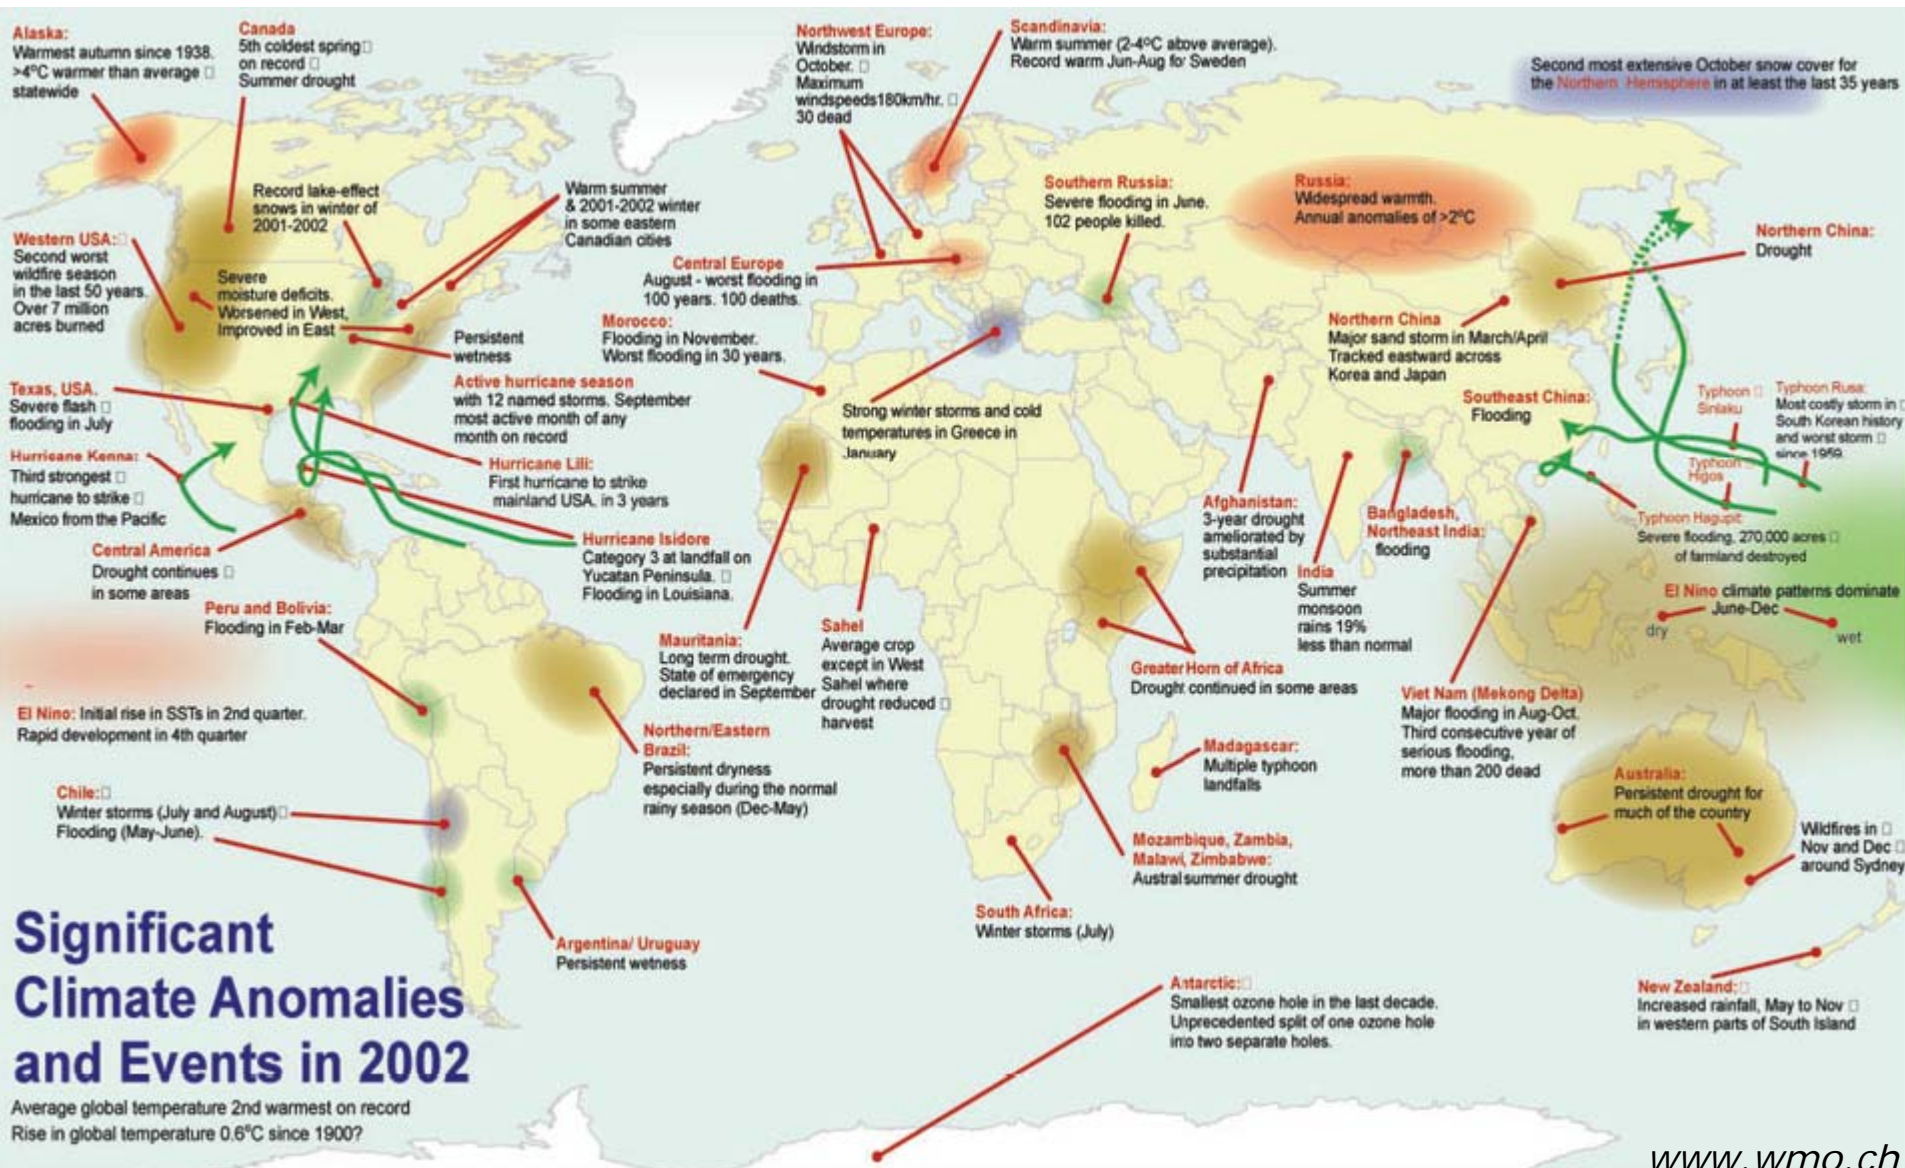 Alaska:
Warmest autumn since 1938.
>4ºC warmer than average
statewide
Canada
5th coldest spring
on record
Summer drought
Northwest Europe:
Windstorm in
October.
Maximum
windspeeds180km/hr.
30 dead
Scandinavia:
Warm summer (2-4ºC above average).
Record warm Jun-Aug for Sweden
Second most extensive October snow cover for
the Northern Hemisphere in at least the last 35 years
Record lake-effect
snows in winter of
2001-2002
Warm summer
& 2001-2002 winter
in some eastern
Canadian cities
Southern Russia:
Severe flooding in June.
102 people killed.
Russia:
Widespread warmth.
Annual anomalies of >2ºC
Northern China:
Drought
Western USA:
Second worst
wildfire season
in the last 50 years.
Over 7 million
acres burned
Severe
moisture deficits.
Worsened in West,
Improved in East
Central Europe
August - worst flooding in
100 years. 100 deaths.
Persistent
wetness
Morocco:
Flooding in November.
Worst flooding in 30 years.
Northern China
Major sand storm in March/April
Tracked eastward across
Korea and Japan
Texas, USA.
Severe flash
flooding in July
Active hurricane season
with 12 named storms. September
most active month of any
month on record
Strong winter storms and cold
temperatures in Greece in
January
Southeast China:
Flooding
Typhoon
Sinlaku
Typhoon Rusa:
Most costly storm in
South Korean history
and worst storm
since 1959.
Typhoon
Higos
Hurricane Kenna:
Third strongest
hurricane to strike
Mexico from the Pacific
Hurricane Lili:
First hurricane to strike
mainland USA. in 3 years
Afghanistan:
3-year drought
ameliorated by
substantial
precipitation
Bangladesh,
Northeast India:
flooding
Typhoon Hagupit:
Severe flooding, 270,000 acres
of farmland destroyed
Central America
Drought continues
in some areas
Hurricane Isidore
Category 3 at landfall on
Yucatan Peninsula.
Flooding in Louisiana.
India
Summer
monsoon
rains 19%
less than normal
El Nino climate patterns dominate
June-Dec
dry
wet
Peru and Bolivia:
Flooding in Feb-Mar
Mauritania:
Long term drought.
State of emergency
declared in September
Sahel
Average crop
except in West
Sahel where
drought reduced
harvest
Greater Horn of Africa
Drought continued in some areas
Viet Nam (Mekong Delta)
Major flooding in Aug-Oct.
Third consecutive year of
serious flooding,
more than 200 dead
El Nino: Initial rise in SSTs in 2nd quarter.
Rapid development in 4th quarter
Northern/Eastern
Brazil:
Persistent dryness
especially during the normal
rainy season (Dec-May)
Madagascar:
Multiple typhoon
landfalls
Australia:
Persistent drought for
much of the country
Chile:
Winter storms (July and August)
Flooding (May-June).
Mozambique, Zambia,
Malawi, Zimbabwe:
Austral summer drought
Wildfires in
Nov and Dec
around Sydney
South Africa:
Winter storms (July)
Argentina/ Uruguay
Persistent wetness
Antarctic:
Smallest ozone hole in the last decade.
Unprecedented split of one ozone hole
into two separate holes.
New Zealand:
Increased rainfall, May to Nov
in western parts of South Island
Significant
Climate Anomalies
and Events in 2002
Average global temperature 2nd warmest on record
Rise in global temperature 0.6ºC since 1900?
www.wmo.ch